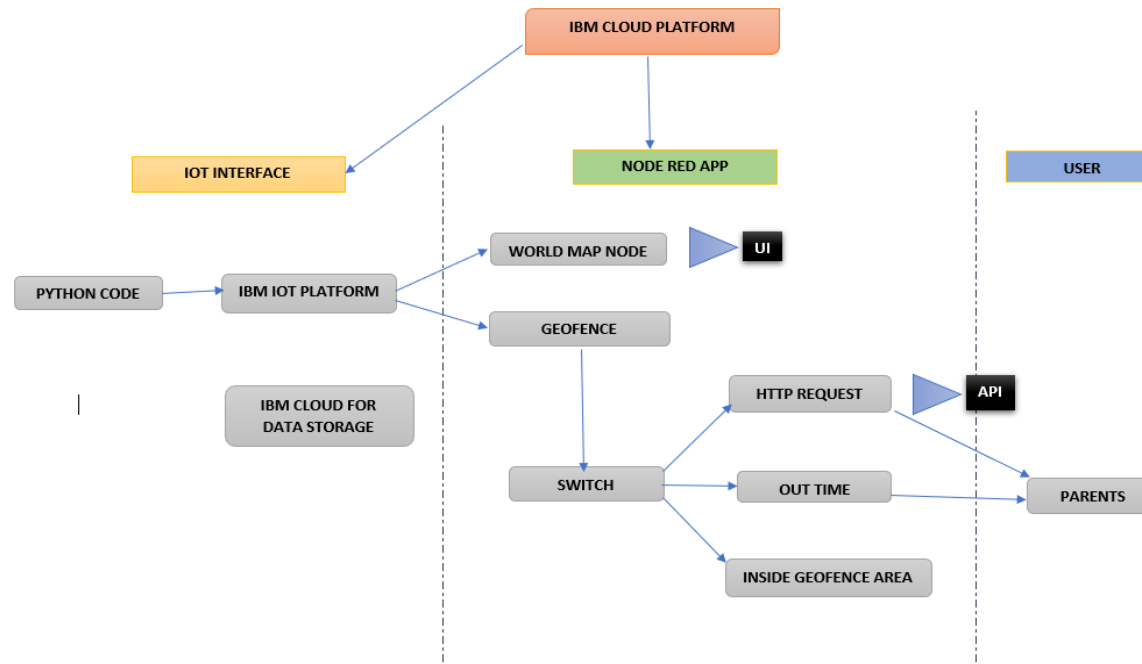 IBM CLOUD PLATFORM
IOT INTERFACE
NODE RED APP
USER
WORLD MAP NODE
UI
PYTHON CODE
IBM IOT PLATFORM
GEOFENCE
IBM CLOUD FOR
DATA STORAGE
HTTP REQUEST
API
SWITCH
OUT TIME
PARENTS
INSIDE GEOFENCE AREA